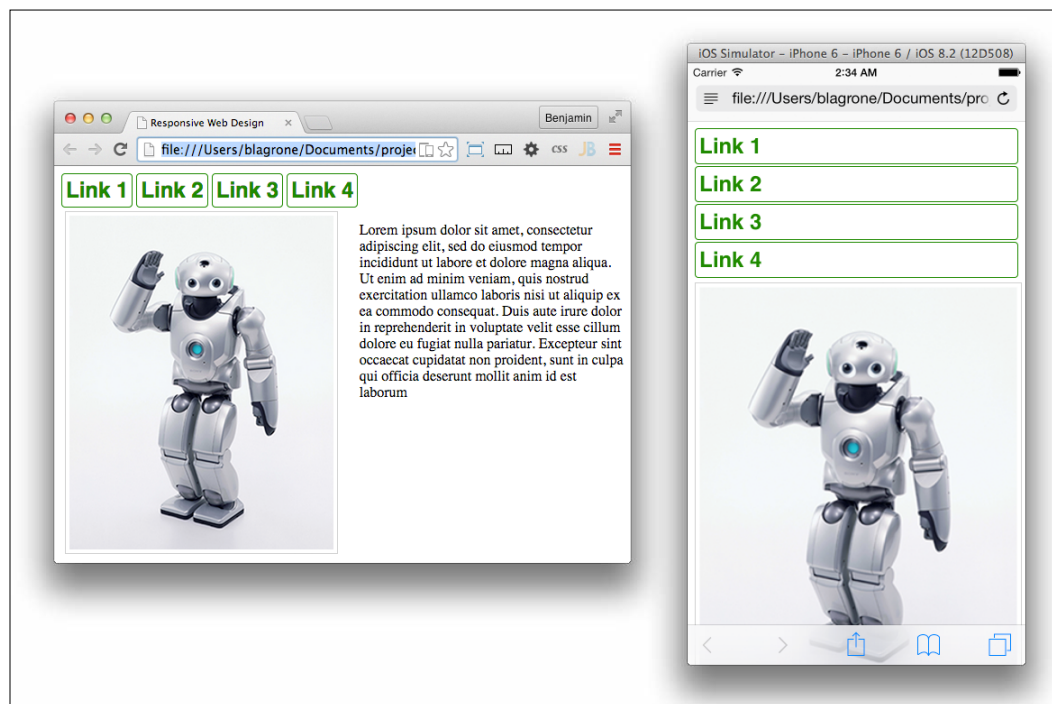 Responsive Web Design
Benjamin
file:///Users/blagrone/Documents/proje
css
JB
Link 1 Link 2 Link 3 Link 4
Lorem ipsum dolor sit amet, consectetur
adipiscing elit, sed do eiusmod tempor
incididunt ut labore et dolore magna aliqua.
Ut enim ad minim veniam, quis nostrud
exercitation ullamco laboris nisi ut aliquip ex
ea commodo consequat. Duis aute irure dolor
in reprehenderit in voluptate velit esse cillum
dolore eu fugiat nulla pariatur. Excepteur sint
occaecat cupidatat non proident, sunt in culpa
qui officia deserunt mollit anim id est
laborum
iOS Simulator – iPhone 6 – iPhone 6 / iOS 8.2 (12D508)
Carrier 2:34 AM
file:///Users/blagrone/Documents/pro
Link 1
Link 2
Link 3
Link 4